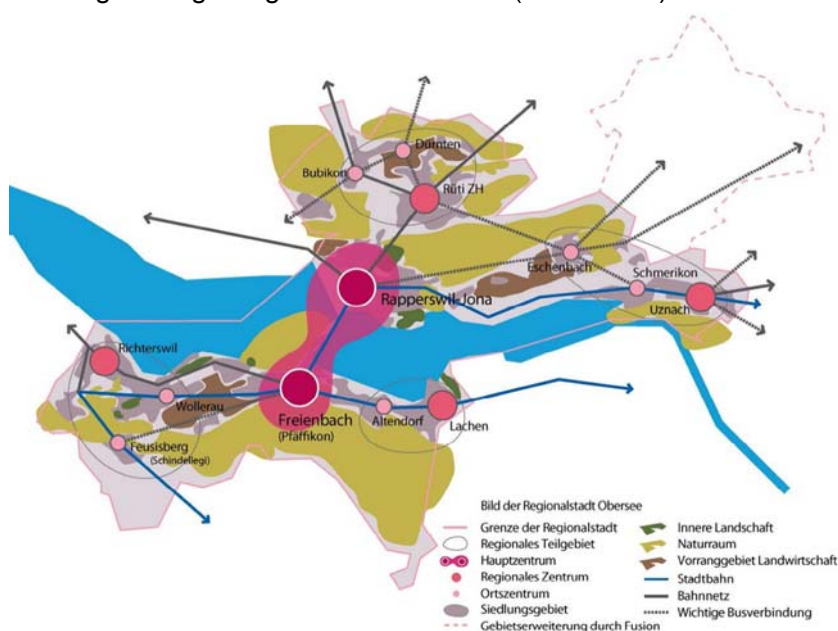 Dürnten
Bubikon
Rüti ZH
Eschenbach
Schmerikon
Uznach
Rapperswil-Jona
Richterswil
Wollerau
Freienbach
(Pfäffikon)
Altendorf
Lachen
Feusisberg
(Schindellegi)
Bild der Regionalstadt Obersee
Grenze der Regionalstadt
Regionales Teilgebiet
Hauptzentrum
Regionales Zentrum
Ortszentrum
Siedlungsgebiet
Gebietserweiterung durch Fusion
Innere Landschaft
Naturraum
Vorranggebiet Landwirtschaft
Stadtbahn
Bahnnetz
Wichtige Busverbindung